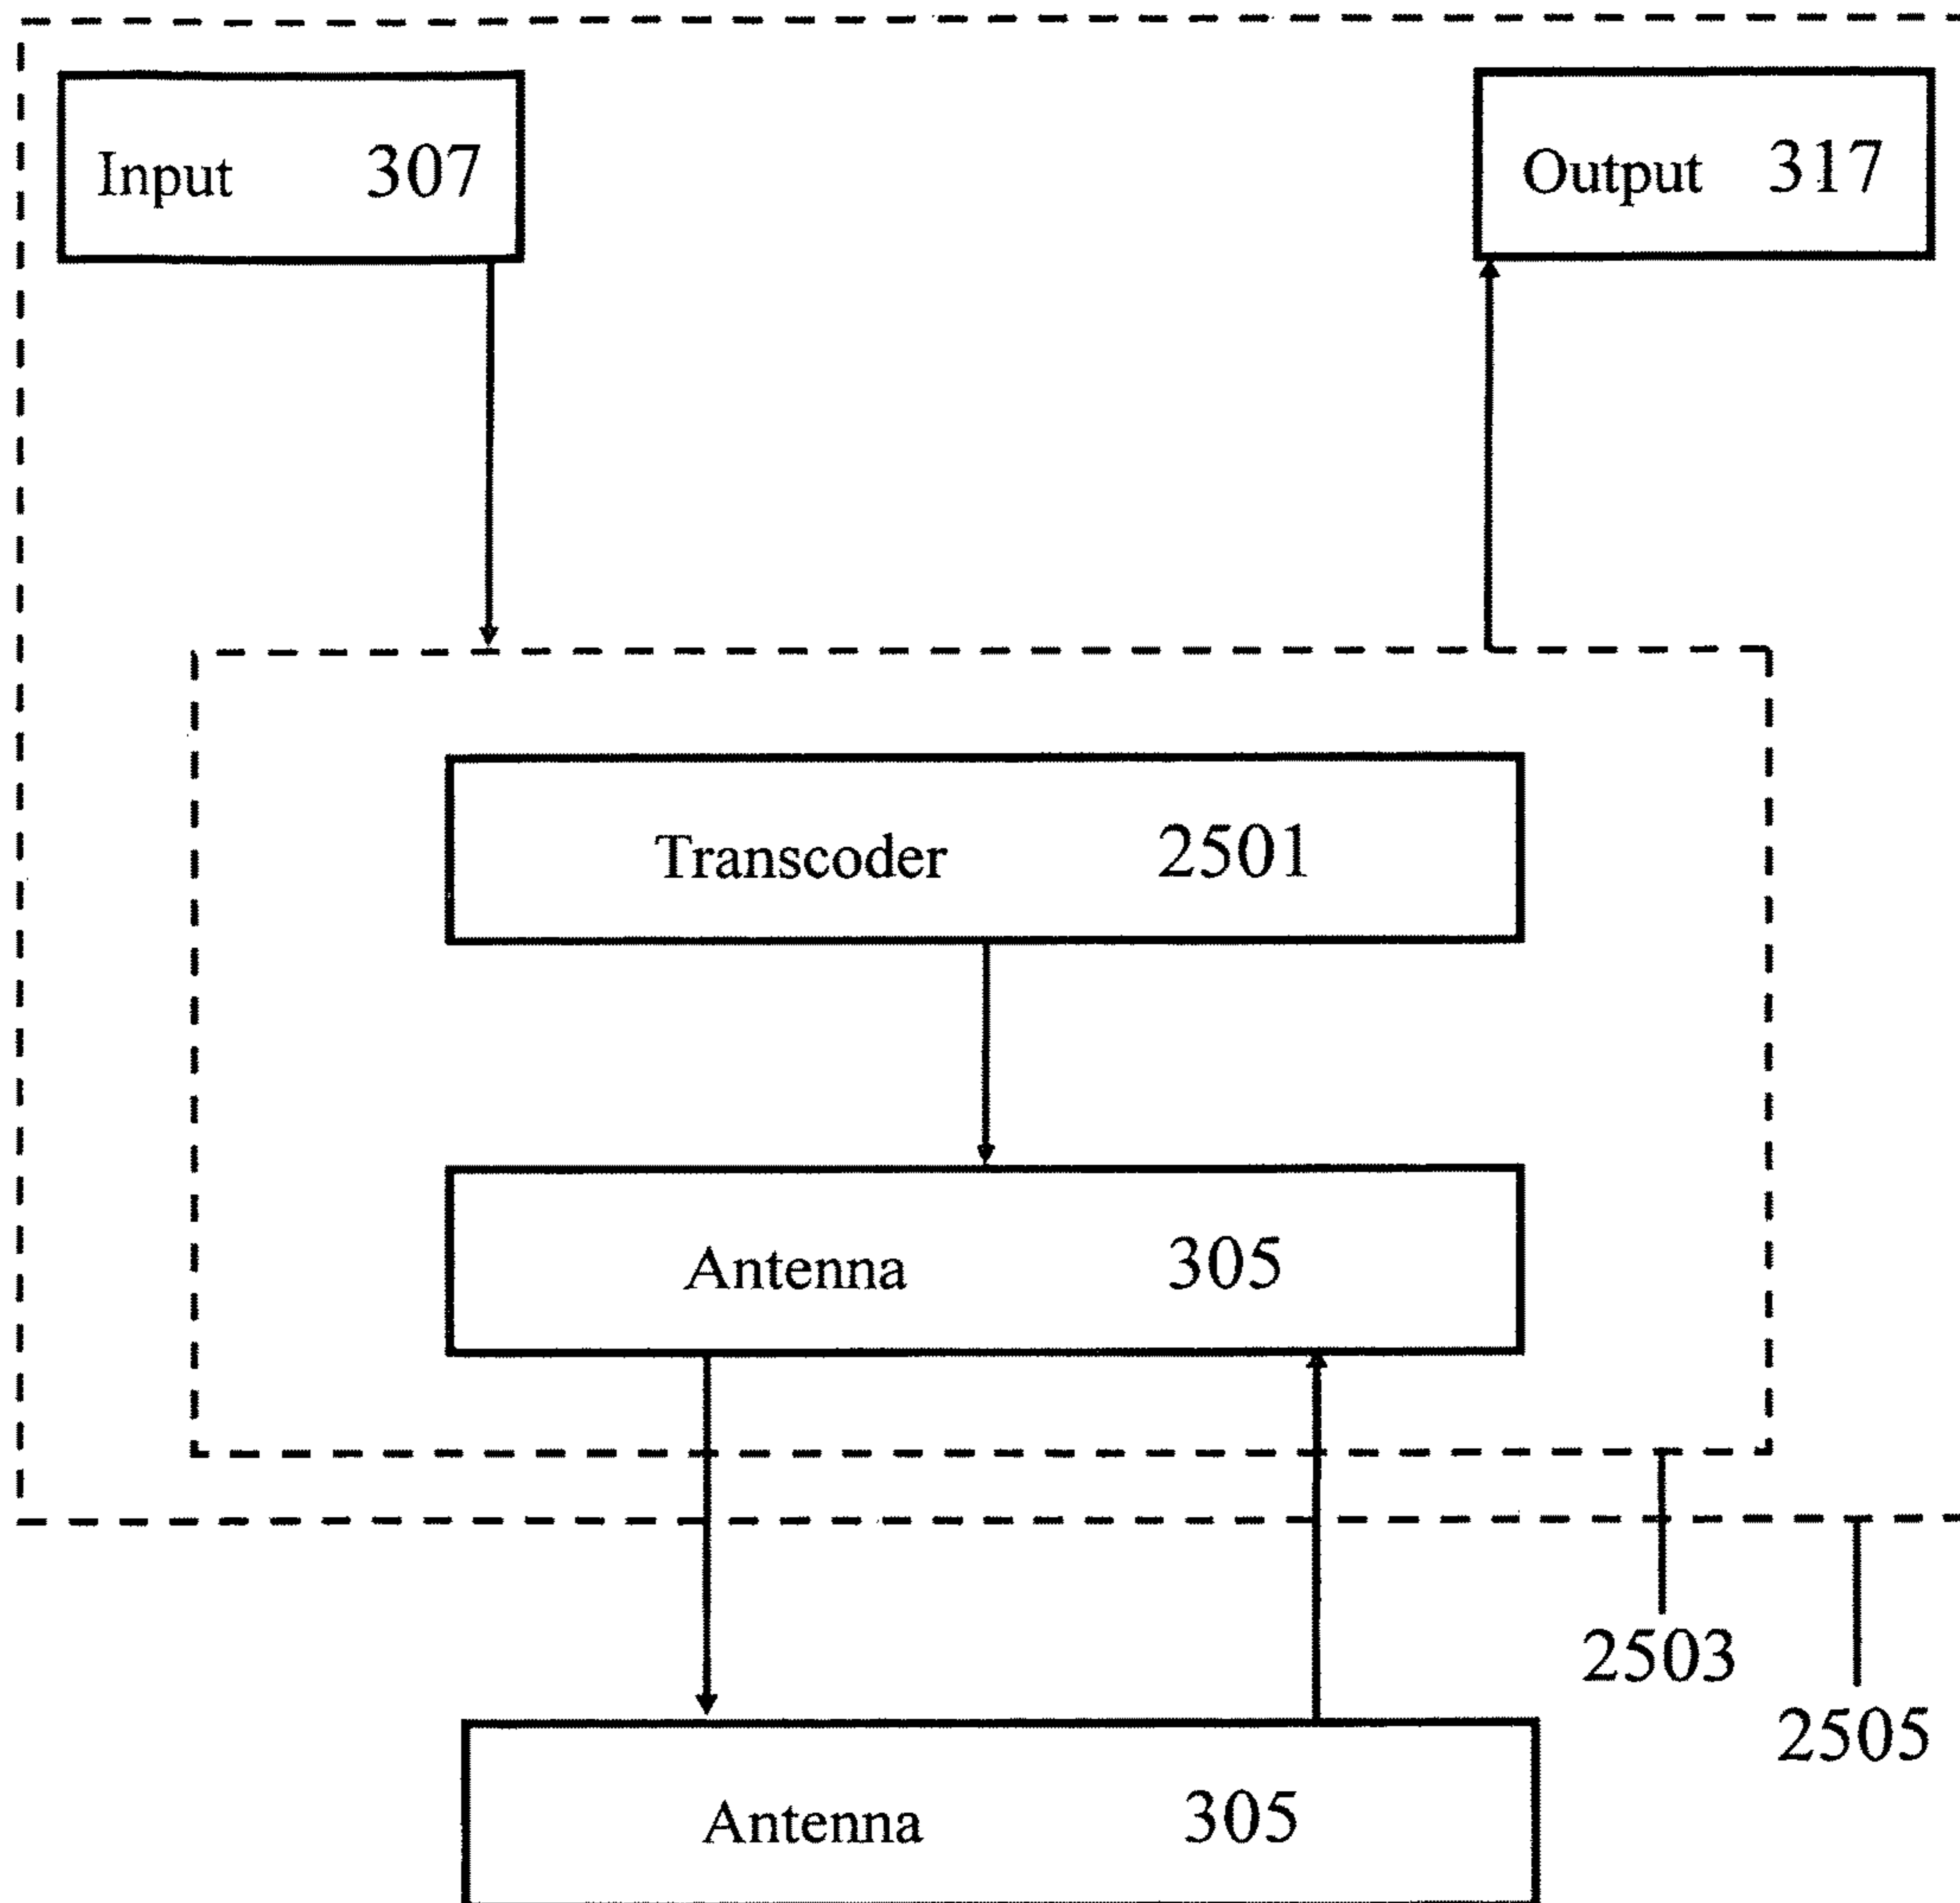 Input 307
Output 317
Transcoder 2501
Antenna 305
2503
2505
Antenna 305